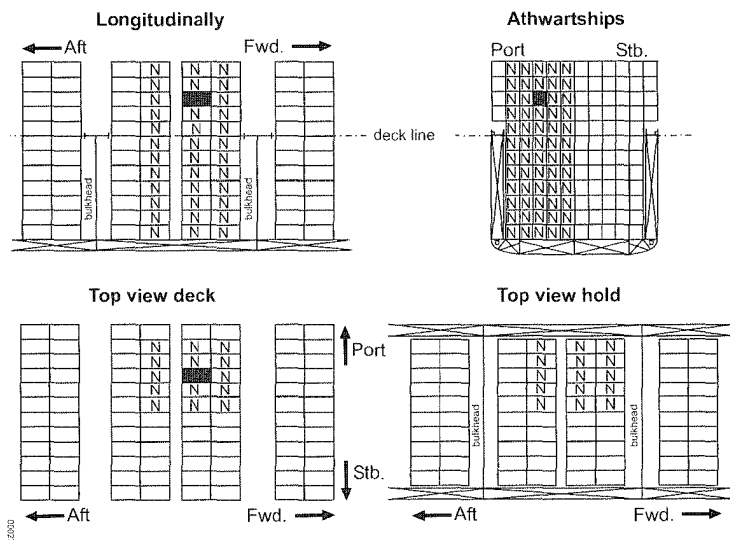 Longitudinally
Aft Fwd.
N N N
N N N
N N
N N N
N N N
N N N
N N N
N N N
N N N
N N N
N N N
N N N
bulkhead
bulkhead
deck line
Athwartships
Port Stb.
N N N N N
N N N N N
N N N N
N N N N N
N N N N N
N N N N N
N N N N N
N N N N N
N N N N N
N N N N N
N N N N N
N N N N N
Top view deck
Port
N N N
N N N
N N
N N N
N N N
Stb.
Aft Fwd.
Top view hold
N N N
N N N
N N N
N N N
N N N
bulkhead
bulkhead
Aft Fwd.